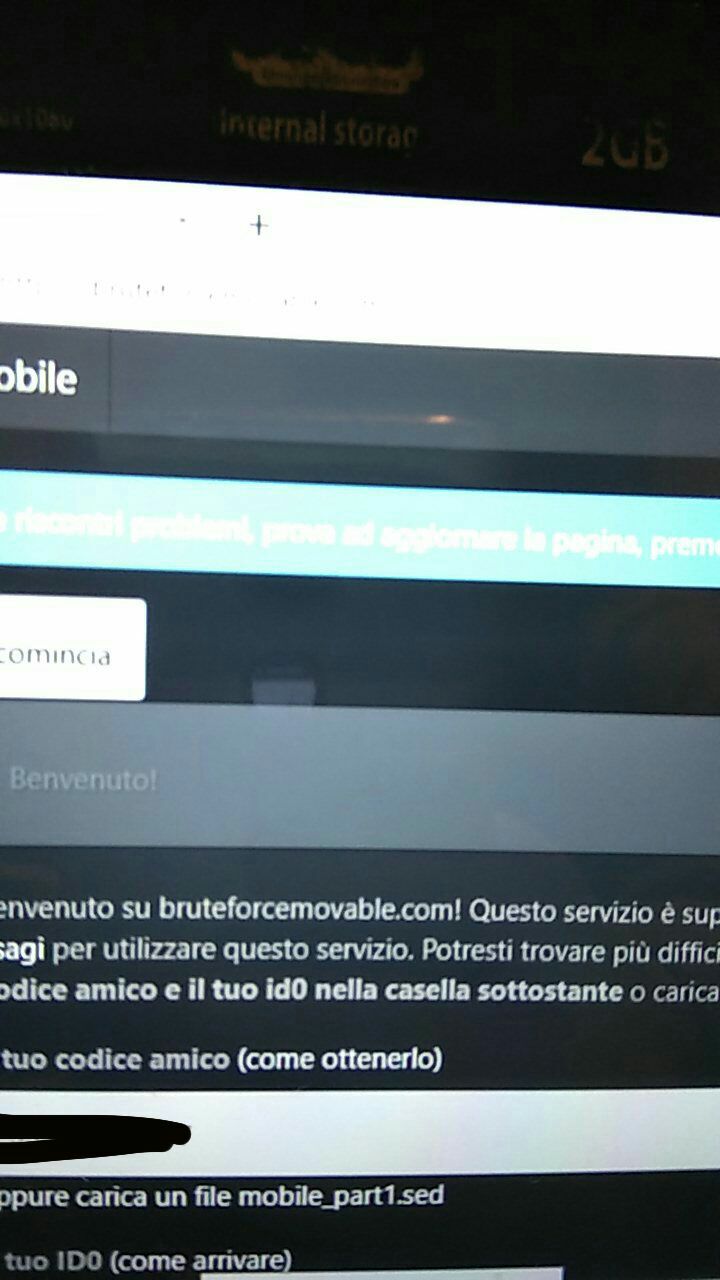 Internal storag
2GB
+
obile
riscontri problemi, prova ad aggiornare la pagina, preme
comincia
Benvenuto!
envenuto su bruteforcemovable.com! Questo servizio è sup
sagi per utilizzare questo servizio. Potresti trovare più diffici
odice amico e il tuo id0 nella casella sottostante o carica
tuo codice amico (come ottenerlo)
ppure carica un file mobile_part1.sed
tuo ID0 (come arrivare)